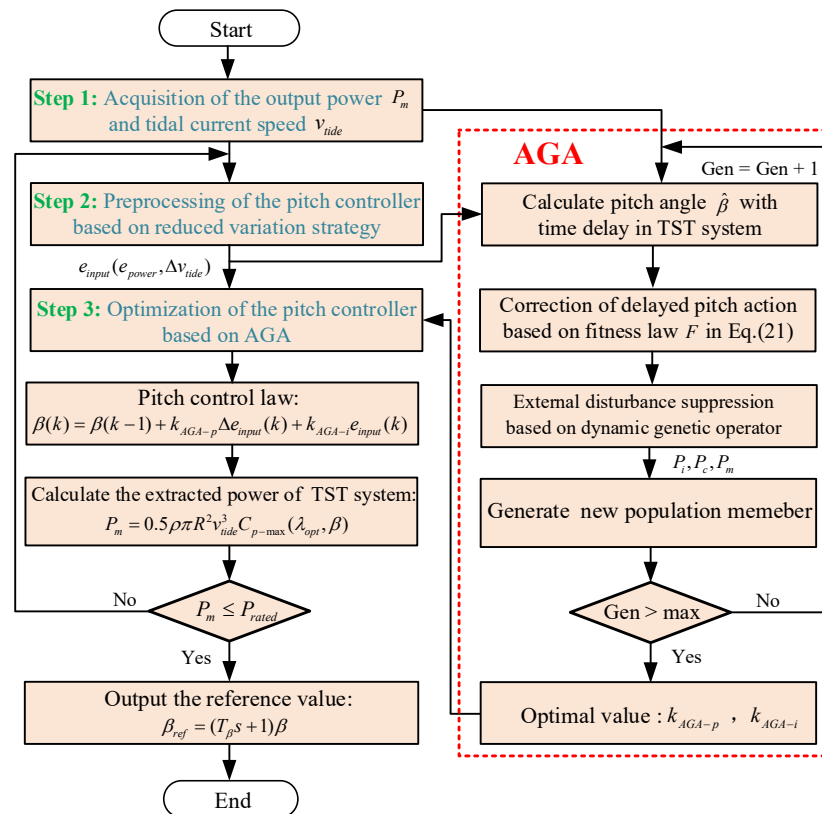 Start
Step 1: Acquisition of the output power P_m
and tidal current speed v_tide
Step 2: Preprocessing of the pitch controller
based on reduced variation strategy
e_input(e_power, Δv_tide)
Step 3: Optimization of the pitch controller
based on AGA
Pitch control law:
β(k) = β(k−1) + k_AGA−p Δe_input(k) + k_AGA−i e_input(k)
Calculate the extracted power of TST system:
P_m = 0.5ρπR²v³_tide C_p−max(λ_opt, β)
No
P_m ≤ P_rated
Yes
Output the reference value:
β_ref = (T_β s + 1)β
End
AGA
Gen = Gen + 1
Calculate pitch angle β̂ with
time delay in TST system
Correction of delayed pitch action
based on fitness law F in Eq.(21)
External disturbance suppression
based on dynamic genetic operator
P_i, P_c, P_m
Generate new population memeber
Gen > max
No
Yes
Optimal value : k_AGA−p , k_AGA−i